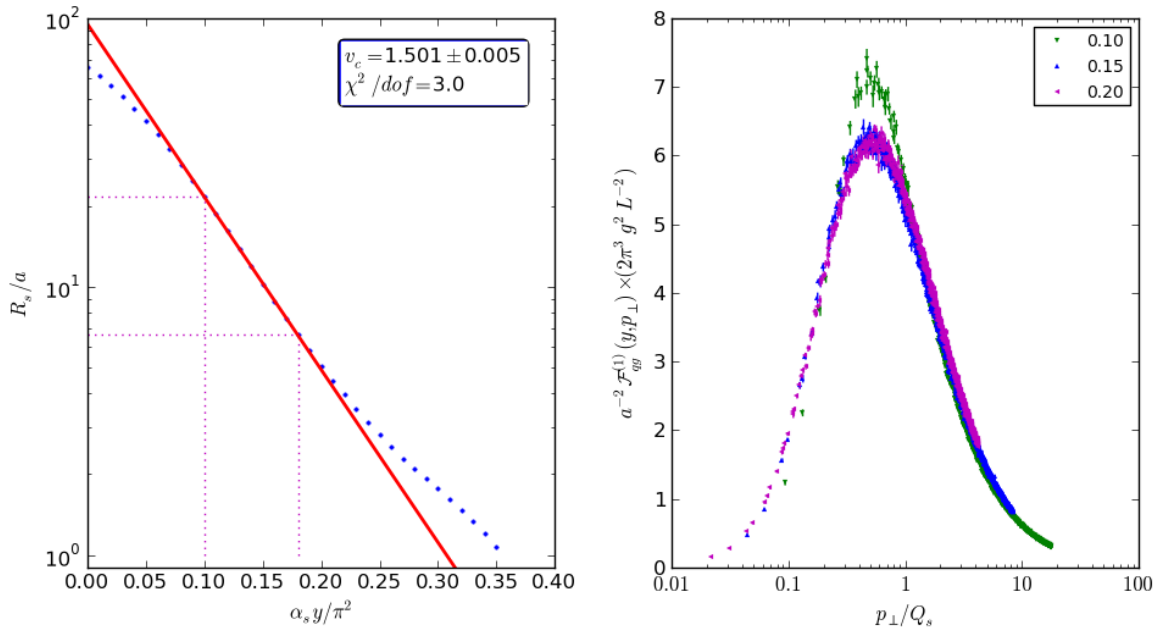 10²
10¹
10⁰
R_s/a
v_c = 1.501 ± 0.005
χ² /dof = 3.0
0.00 0.05 0.10 0.15 0.20 0.25 0.30 0.35 0.40
α_s y/π²
8
7
6
5
4
3
2
1
0
a⁻² 𝓕_{qg}^{(1)}(y,p_⊥) ×(2π³ g² L⁻²)
0.10
0.15
0.20
0.01 0.1 1 10 100
p_⊥/Q_s